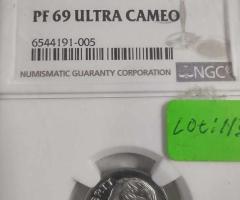 PF 69 ULTRA CAMEO
6544191-005
NUMISMATIC GUARANTY CORPORATION
NGC